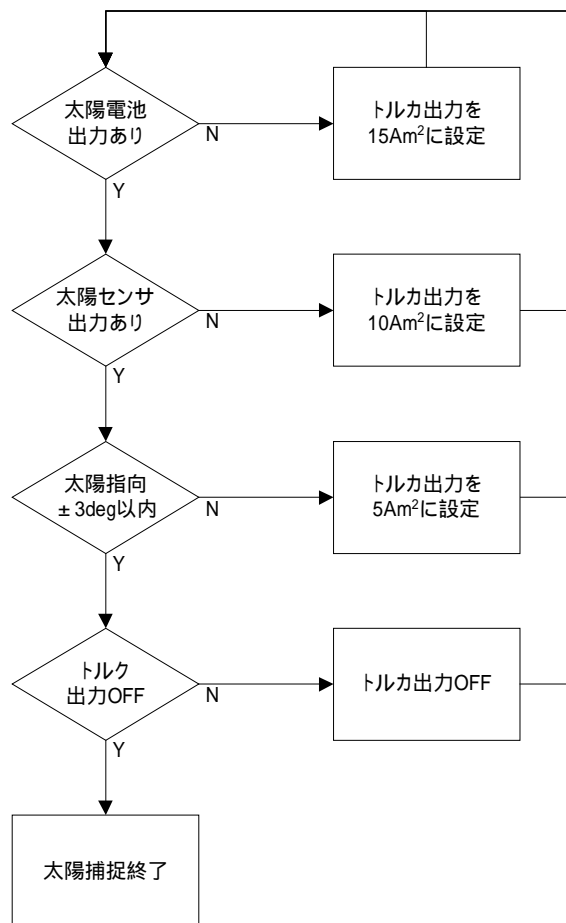 太陽電池
出力あり
N
トルカ出力を
15Am²に設定
Y
太陽センサ
出力あり
N
トルカ出力を
10Am²に設定
Y
太陽指向
±3deg以内
N
トルカ出力を
5Am²に設定
Y
トルク
出力OFF
N
トルカ出力OFF
Y
太陽捕捉終了